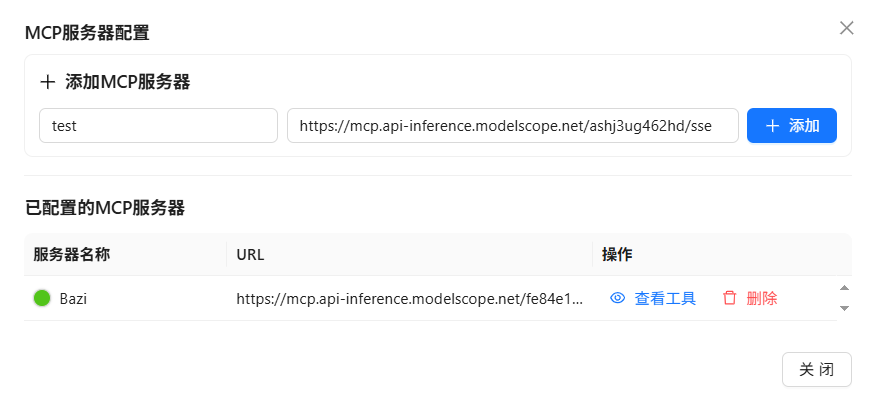 MCP服务器配置
添加MCP服务器
test https://mcp.api-inference.modelscope.net/ashj3ug462hd/sse 添加
已配置的MCP服务器
服务器名称 URL 操作
Bazi https://mcp.api-inference.modelscope.net/fe84e1... 查看工具 删除
关 闭